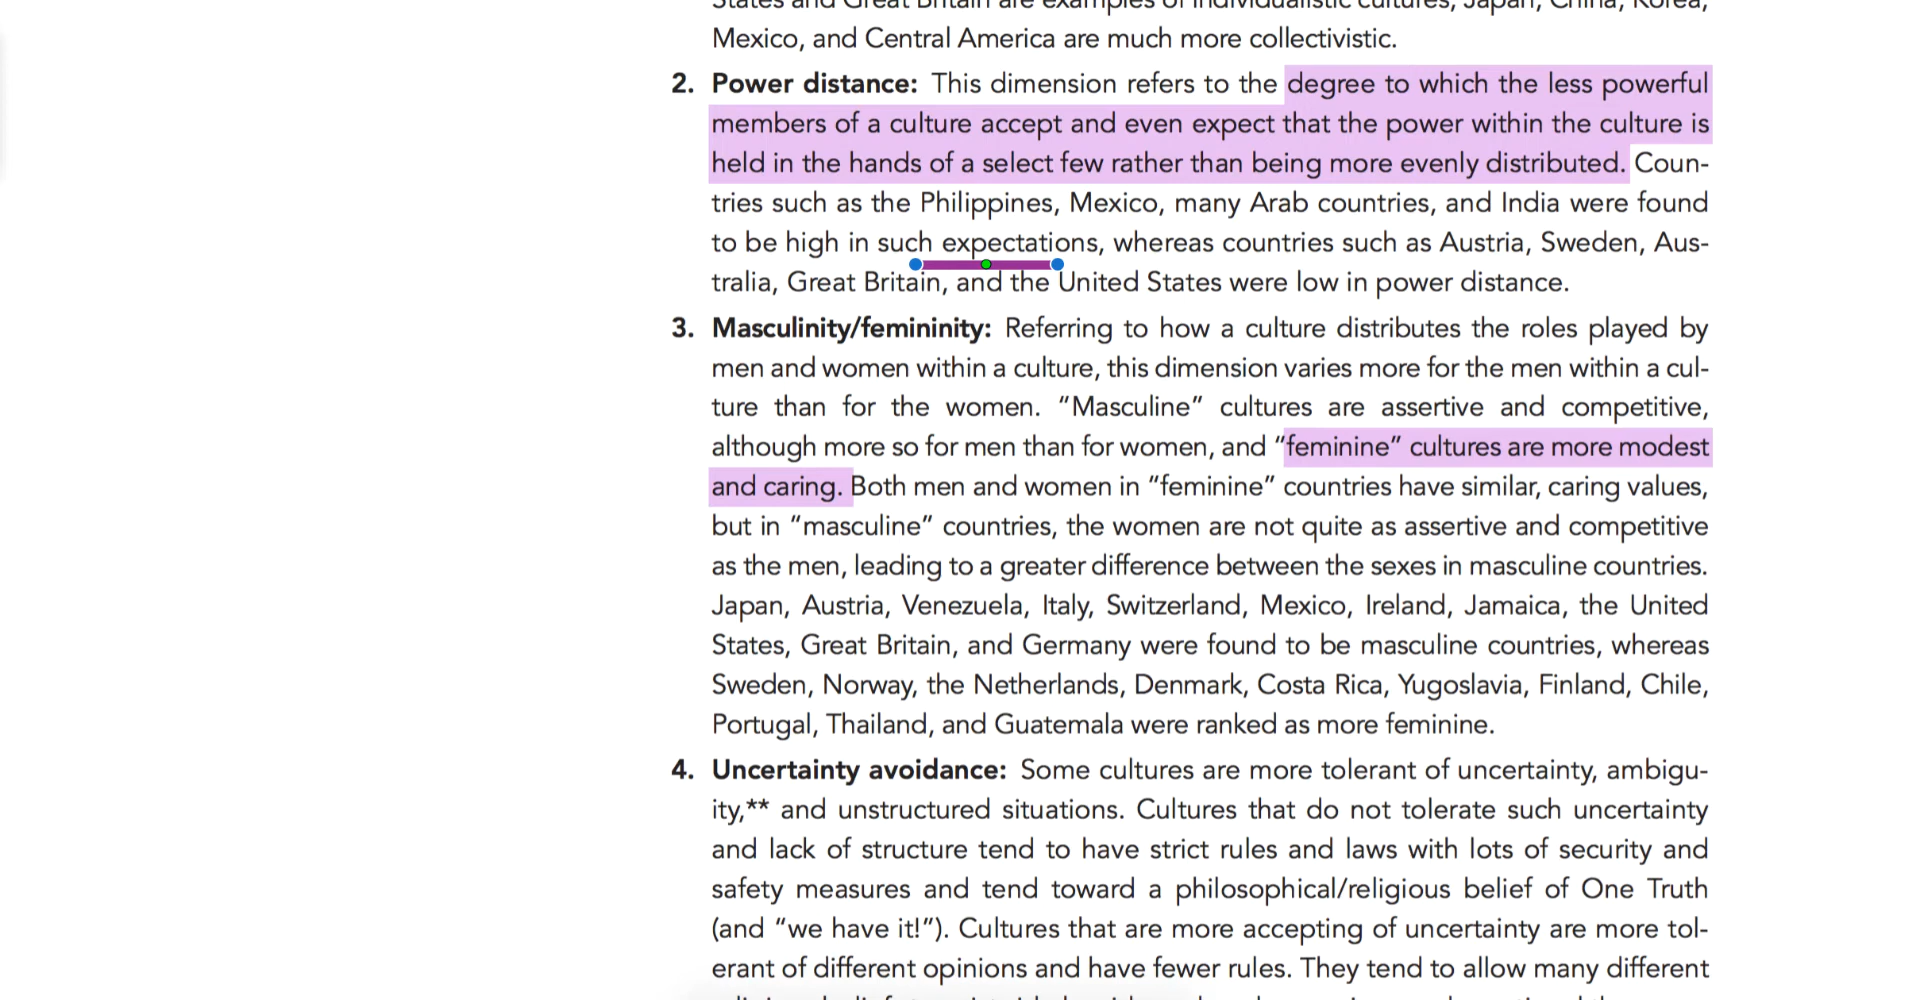 States and Great Britain are examples of individualistic cultures, Japan, China, Korea,
Mexico, and Central America are much more collectivistic.
2. Power distance: This dimension refers to the degree to which the less powerful
members of a culture accept and even expect that the power within the culture is
held in the hands of a select few rather than being more evenly distributed. Coun-
tries such as the Philippines, Mexico, many Arab countries, and India were found
to be high in such expectations, whereas countries such as Austria, Sweden, Aus-
tralia, Great Britain, and the United States were low in power distance.
3. Masculinity/femininity: Referring to how a culture distributes the roles played by
men and women within a culture, this dimension varies more for the men within a cul-
ture than for the women. “Masculine” cultures are assertive and competitive,
although more so for men than for women, and “feminine” cultures are more modest
and caring. Both men and women in “feminine” countries have similar, caring values,
but in “masculine” countries, the women are not quite as assertive and competitive
as the men, leading to a greater difference between the sexes in masculine countries.
Japan, Austria, Venezuela, Italy, Switzerland, Mexico, Ireland, Jamaica, the United
States, Great Britain, and Germany were found to be masculine countries, whereas
Sweden, Norway, the Netherlands, Denmark, Costa Rica, Yugoslavia, Finland, Chile,
Portugal, Thailand, and Guatemala were ranked as more feminine.
4. Uncertainty avoidance: Some cultures are more tolerant of uncertainty, ambigu-
ity,** and unstructured situations. Cultures that do not tolerate such uncertainty
and lack of structure tend to have strict rules and laws with lots of security and
safety measures and tend toward a philosophical/religious belief of One Truth
(and “we have it!”). Cultures that are more accepting of uncertainty are more tol-
erant of different opinions and have fewer rules. They tend to allow many different